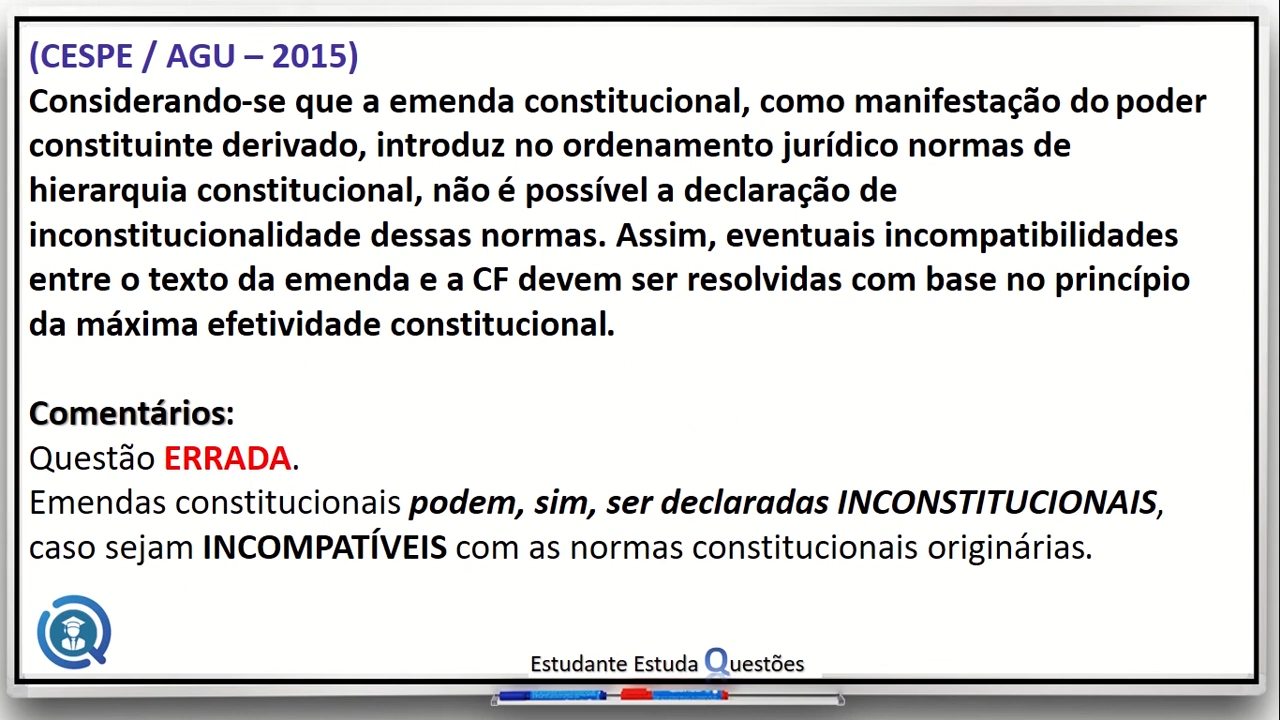 (CESPE / AGU – 2015)
Considerando-se que a emenda constitucional, como manifestação do poder
constituinte derivado, introduz no ordenamento jurídico normas de
hierarquia constitucional, não é possível a declaração de
inconstitucionalidade dessas normas. Assim, eventuais incompatibilidades
entre o texto da emenda e a CF devem ser resolvidas com base no princípio
da máxima efetividade constitucional.
Comentários:
Questão ERRADA.
Emendas constitucionais podem, sim, ser declaradas INCONSTITUCIONAIS,
caso sejam INCOMPATÍVEIS com as normas constitucionais originárias.
Estudante Estuda Questões